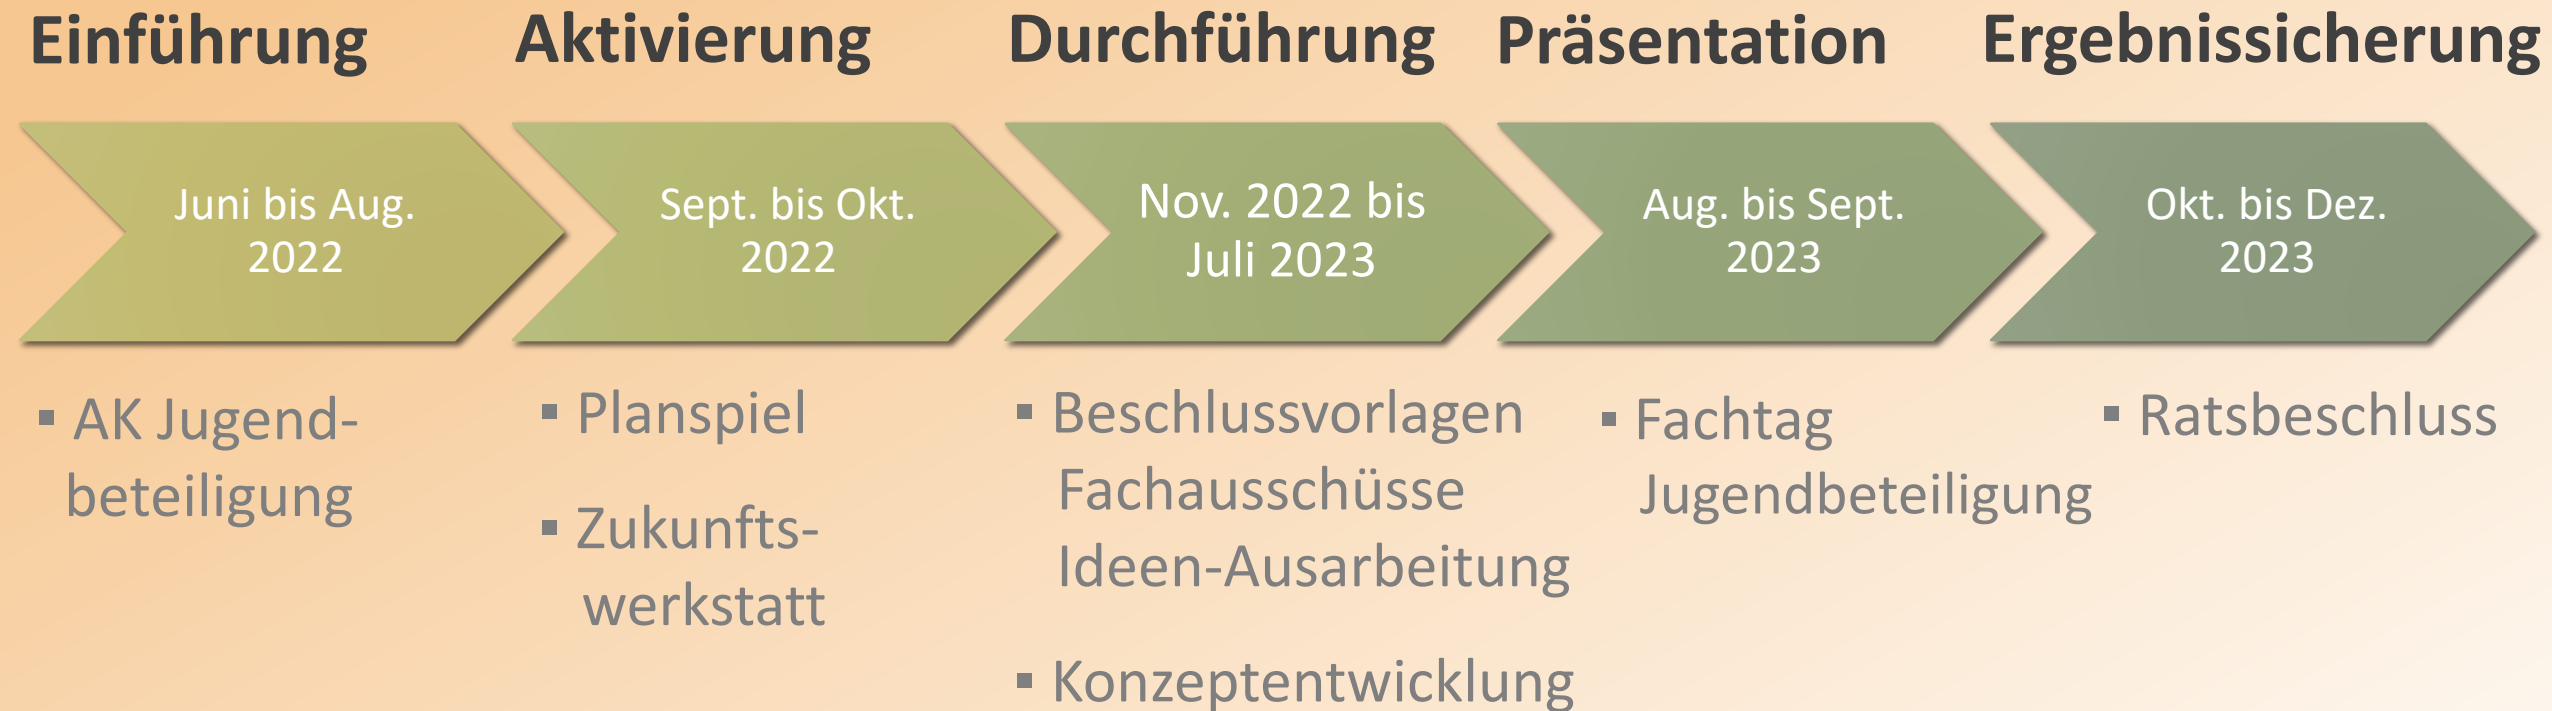 Einführung
Juni bis Aug.
2022
▪ AK Jugend-
beteiligung
Aktivierung
Sept. bis Okt.
2022
▪ Planspiel
▪ Zukunfts-
werkstatt
Durchführung
Nov. 2022 bis
Juli 2023
▪ Beschlussvorlagen
Fachausschüsse
Ideen-Ausarbeitung
▪ Konzeptentwicklung
Präsentation
Aug. bis Sept.
2023
▪ Fachtag
Jugendbeteiligung
Ergebnissicherung
Okt. bis Dez.
2023
▪ Ratsbeschluss